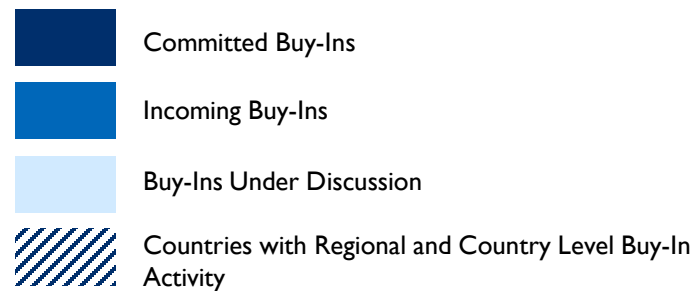 Committed Buy-Ins
Incoming Buy-Ins
Buy-Ins Under Discussion
Countries with Regional and Country Level Buy-In
Activity